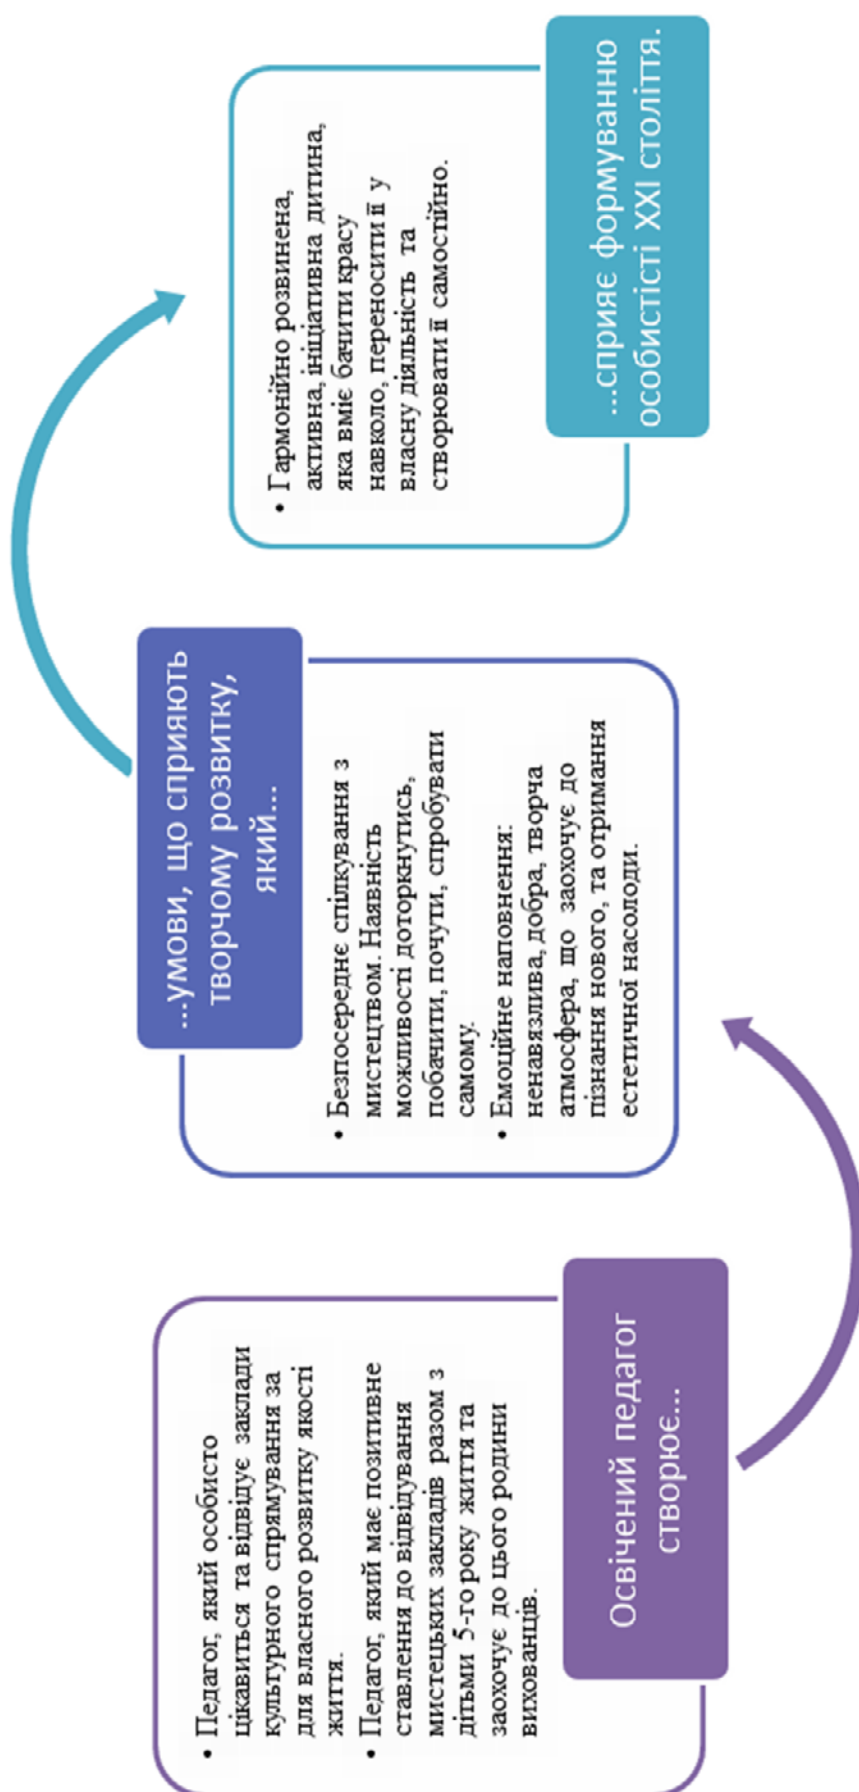 • Педагог, який особисто
цікавиться та відвідує заклади
культурного спрямування за
для власного розвитку якості
життя.
• Педагог, який має позитивне
ставлення до відвідування
мистецьких закладів разом з
дітьми 5-го року життя та
заохочує до цього родини
вихованців.
Освічений педагог
створює...
...умови, що сприяють
творчому розвитку,
який...
• Безпосереднє спілкування з
мистецтвом. Наявність
можливості доторкнутись,
побачити, почути, спробувати
самому.
• Емоційне наповнення:
ненавязлива, добра, творча
атмосфера, що заохочує до
пізнання нового, та отримання
естетичної насолоди.
• Гармонійно розвинена,
активна, ініціативна дитина,
яка вміє бачити красу
навколо, переносити її у
власну діяльність та
створювати її самостійно.
...сприяє формуванню
особистісті XXI століття.